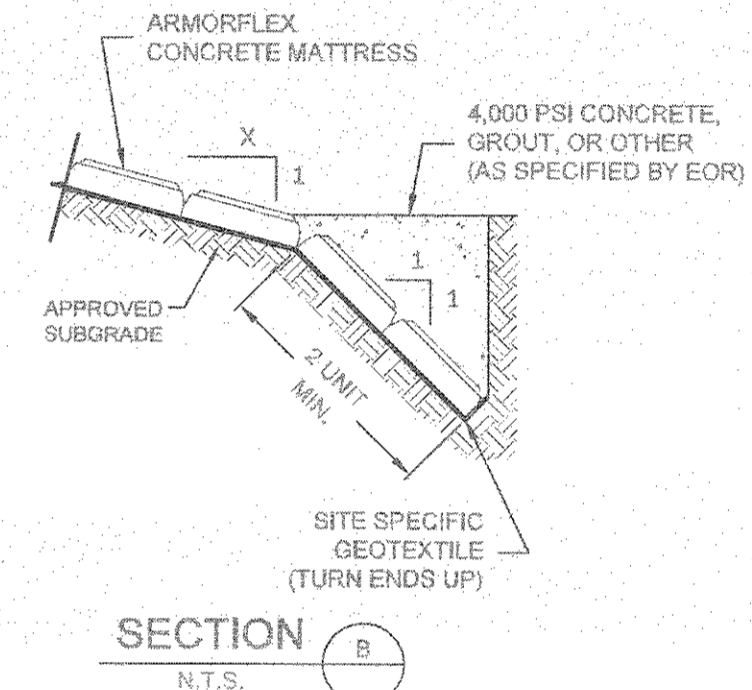 ARMORFLEX
CONCRETE MATTRESS
4,000 PSI CONCRETE,
GROUT, OR OTHER
(AS SPECIFIED BY EOR)
X
1
1
1
APPROVED
SUBGRADE
2 UNIT
MIN.
SITE SPECIFIC
GEOTEXTILE
(TURN ENDS UP)
SECTION
B
N.T.S.